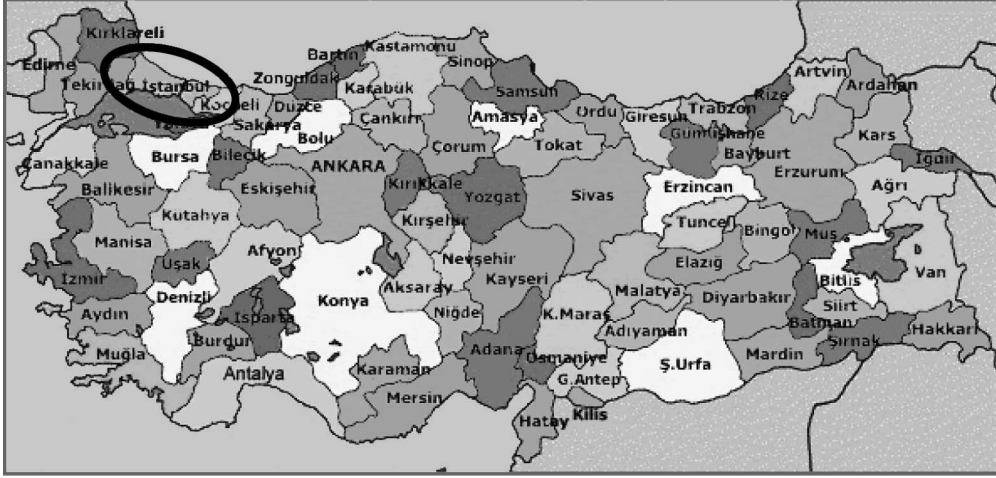 Kırklareli
Edirne
Tekirdağ
İstanbul
Kocaeli
Sakarya
Düzce
Zonguldak
Bartın
Karabük
Kastamonu
Sinop
Samsun
Ordu
Giresun
Trabzon
Rize
Artvin
Ardahan
Kars
Iğdır
Gümüşhane
Bayburt
Erzurum
Ağrı
Bolu
Çankırı
Amasya
Çorum
Tokat
Çanakkale
Bursa
Bilecik
ANKARA
Balikesir
Eskişehir
Kırıkkale
Yozgat
Sivas
Erzincan
Tunceli
Bingol
Muş
Kutahya
Kırşehir
Manisa
Uşak
Afyon
Nevşehir
Kayseri
Elazığ
Bitlis
Van
İzmir
Denizli
Konya
Aksaray
Niğde
Malatya
Diyarbakır
Siirt
Batman
Aydın
Isparta
K.Maraş
Adıyaman
Hakkari
Şırnak
Burdur
Muğla
Antalya
Karaman
Adana
Osmaniye
Ş.Urfa
Mardin
G.Antep
Mersin
Hatay
Kilis